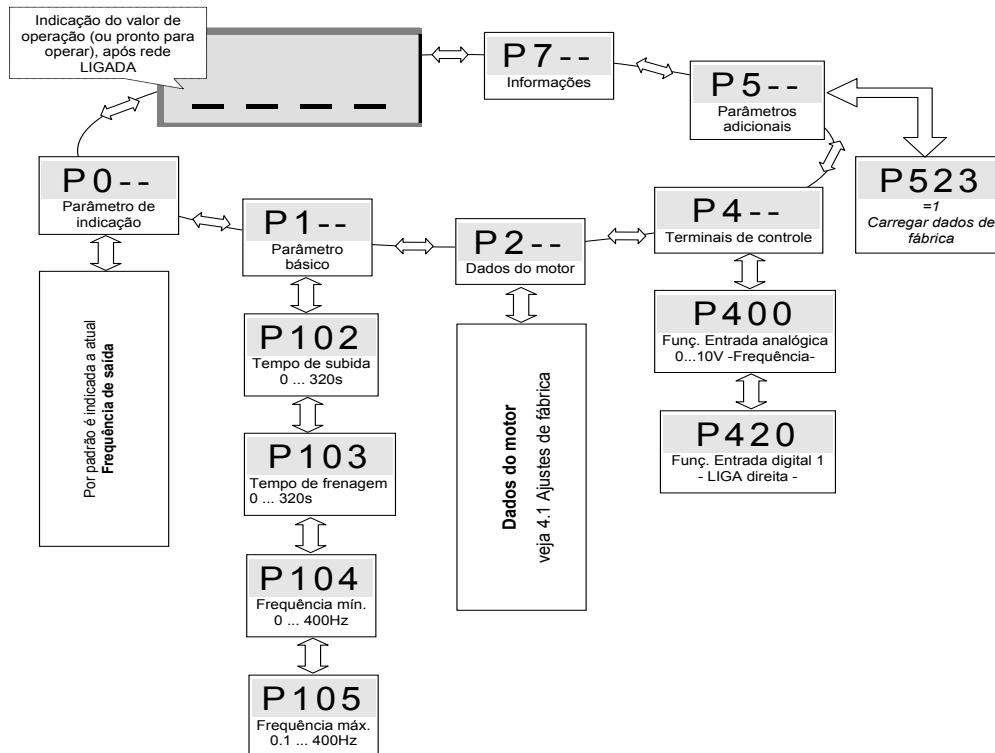 Indicação do valor de
operação (ou pronto para
operar), após rede
LIGADA
_ _ _ _
P7--
Informações
P5--
Parâmetros
adicionais
P523
=1
Carregar dados de
fábrica
P0--
Parâmetro de
indicação
P1--
Parâmetro
básico
P2--
Dados do motor
P4--
Terminais de controle
Por padrão é indicada a atual
Frequência de saída
P102
Tempo de subida
0 ... 320s
P103
Tempo de frenagem
0 ... 320s
P104
Frequência mín.
0 ... 400Hz
P105
Frequência máx.
0.1 ... 400Hz
Dados do motor
veja 4.1 Ajustes de fábrica
P400
Funç. Entrada analógica
0...10V -Frequência-
P420
Funç. Entrada digital 1
- LIGA direita -